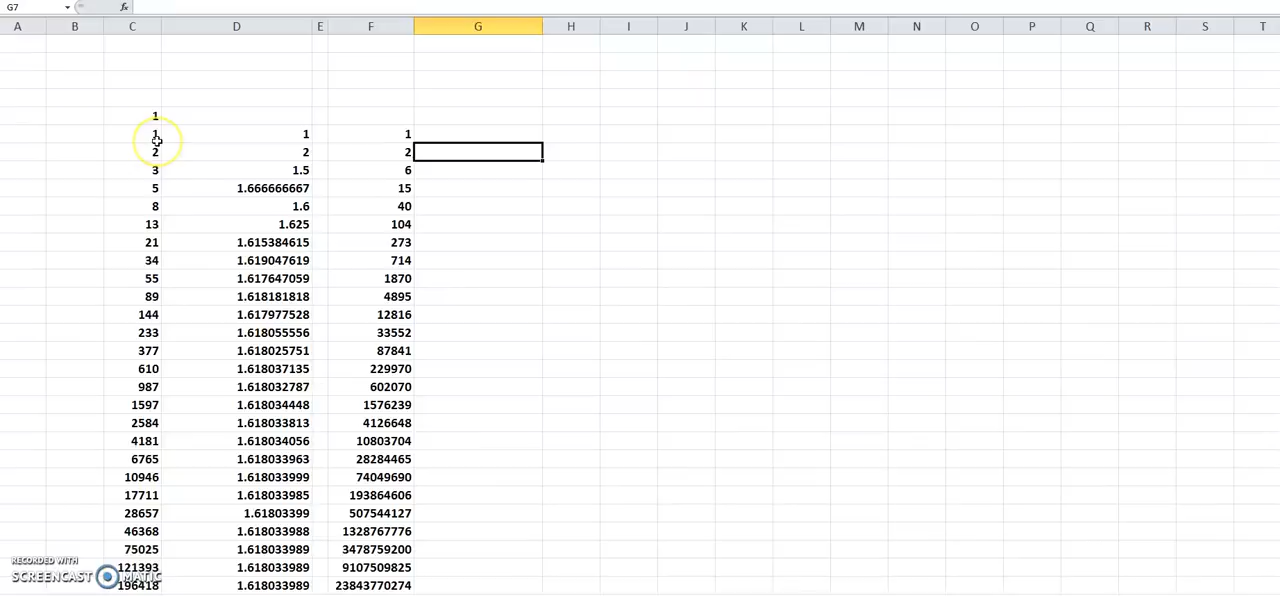 G7 fx
A B C D E F G H I J K L M N O P Q R S T
1
1 1 1
2 2 2
3 1.5 6
5 1.666666667 15
8 1.6 40
13 1.625 104
21 1.615384615 273
34 1.619047619 714
55 1.617647059 1870
89 1.618181818 4895
144 1.617977528 12816
233 1.618055556 33552
377 1.618025751 87841
610 1.618037135 229970
987 1.618032787 602070
1597 1.618034448 1576239
2584 1.618033813 4126648
4181 1.618034056 10803704
6765 1.618033963 28284465
10946 1.618033999 74049690
17711 1.618033985 193864606
28657 1.61803399 507544127
46368 1.618033988 1328767776
75025 1.618033989 3478759200
121393 1.618033989 9107509825
196418 1.618033989 23843770274
RECORDED WITH
SCREENCAST MATIC